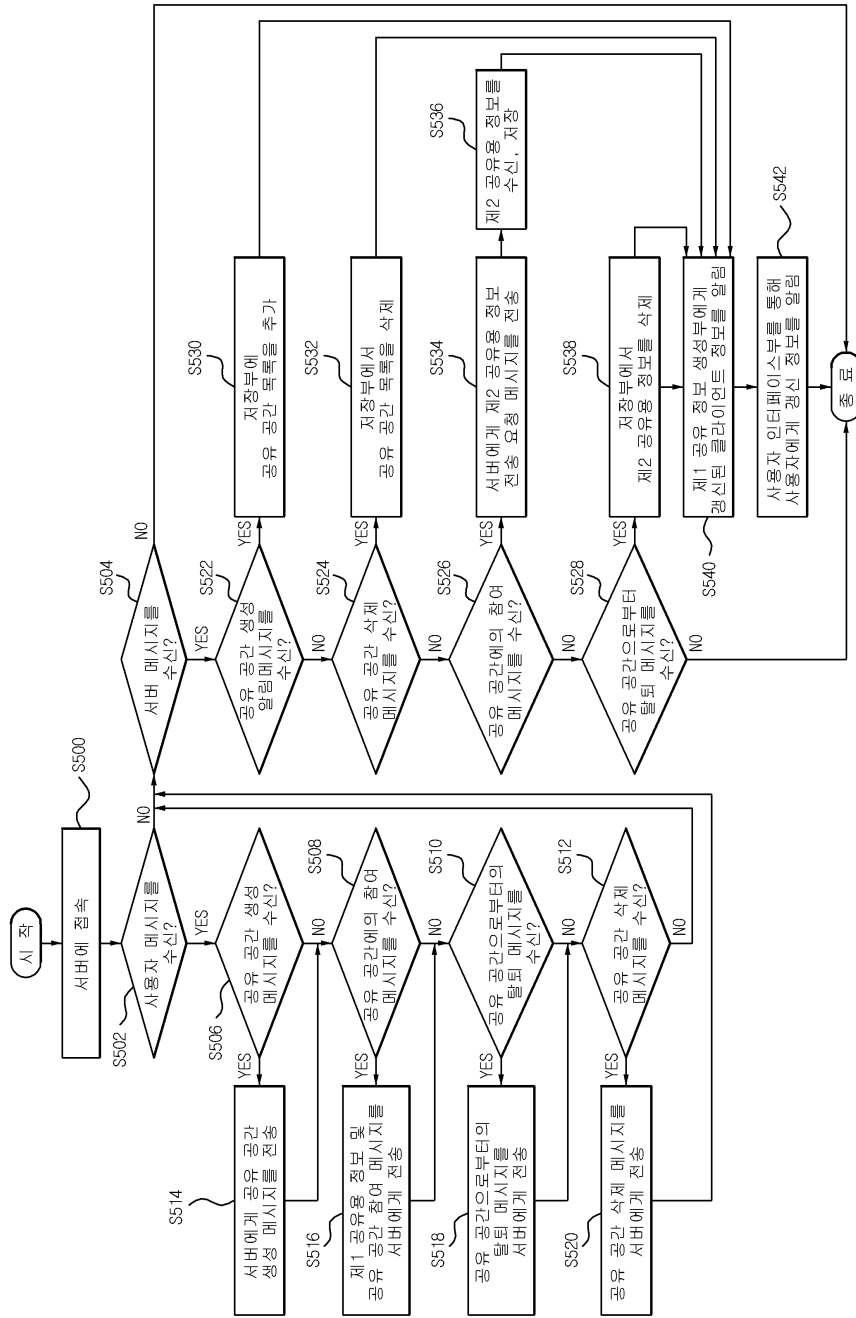 시 작
서버에 접속
S500
사용자 메시지를
수신?
S502
NO
YES
공유 공간 생성
메시지를 수신?
S506
YES
NO
서버에게 공유 공간
생성 메시지를 전송
S514
공유 공간에의 참여
메시지를 수신?
S508
YES
NO
제1 공유용 정보 및
공유 공간 참여 메시지를
서버에게 전송
S516
공유 공간으로부터의
탈퇴 메시지를
수신?
S510
YES
NO
공유 공간으로부터의
탈퇴 메시지를
서버에게 전송
S518
공유 공간 삭제
메시지를 수신?
S512
YES
NO
공유 공간 삭제 메시지를
서버에게 전송
S520
서버 메시지를
수신?
S504
NO
YES
공유 공간 생성
알림메시지를
수신?
S522
YES
NO
저장부에
공유 공간 목록을 추가
S530
공유 공간 삭제
메시지를 수신?
S524
YES
NO
저장부에서
공유 공간 목록을 삭제
S532
공유 공간에의 참여
메시지를 수신?
S526
YES
NO
서버에게 제2 공유용 정보
전송 요청 메시지를 전송
S534
제2 공유용 정보를
수신, 저장
S536
공유 공간으로부터
탈퇴 메시지를
수신?
S528
YES
NO
저장부에서
제2 공유용 정보를 삭제
S538
제1 공유 정보 생성부에게
갱신된 클라이언트 정보를 알림
S540
사용자 인터페이스부를 통해
사용자에게 갱신 정보를 알림
S542
종 료